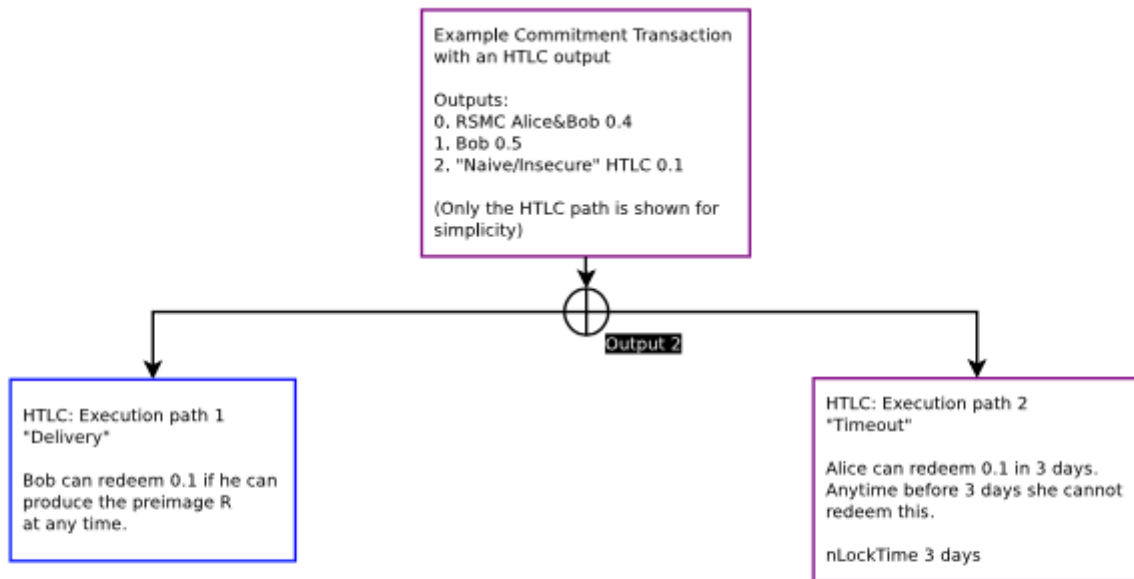 Example Commitment Transaction
with an HTLC output
Outputs:
0, RSMC Alice&Bob 0.4
1, Bob 0.5
2, "Naive/Insecure" HTLC 0.1
(Only the HTLC path is shown for
simplicity)
Output 2
HTLC: Execution path 1
"Delivery"
Bob can redeem 0.1 if he can
produce the preimage R
at any time.
HTLC: Execution path 2
"Timeout"
Alice can redeem 0.1 in 3 days.
Anytime before 3 days she cannot
redeem this.
nLockTime 3 days